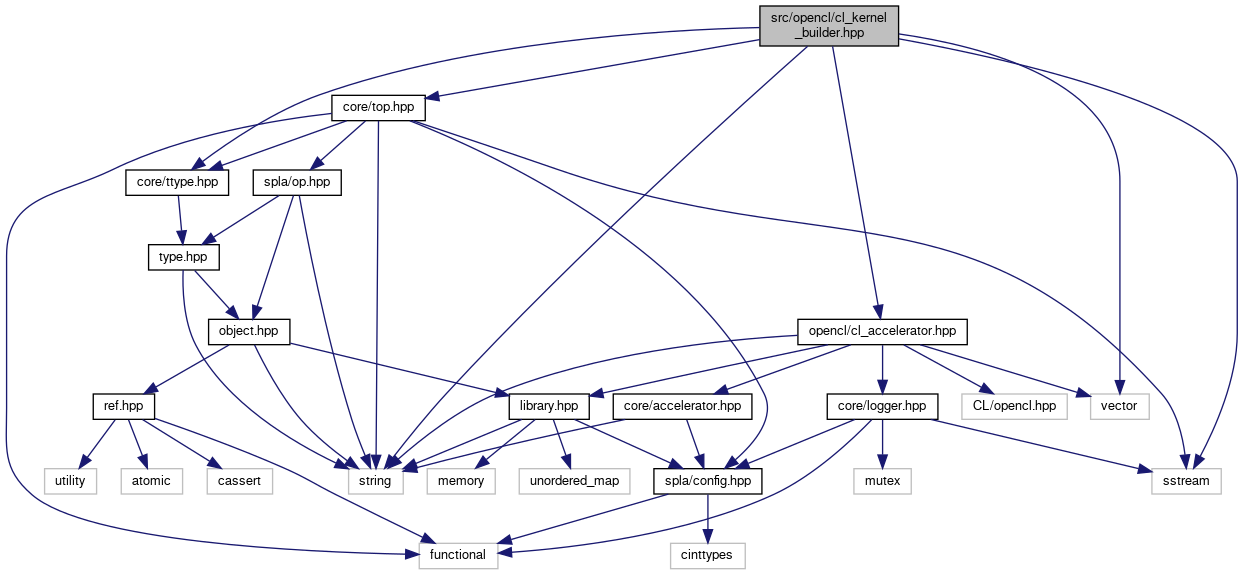 src/opencl/cl_kernel
_builder.hpp
core/top.hpp
core/ttype.hpp
spla/op.hpp
type.hpp
object.hpp
opencl/cl_accelerator.hpp
ref.hpp
library.hpp
core/accelerator.hpp
core/logger.hpp
CL/opencl.hpp
vector
utility
atomic
cassert
string
memory
unordered_map
spla/config.hpp
mutex
sstream
functional
cinttypes